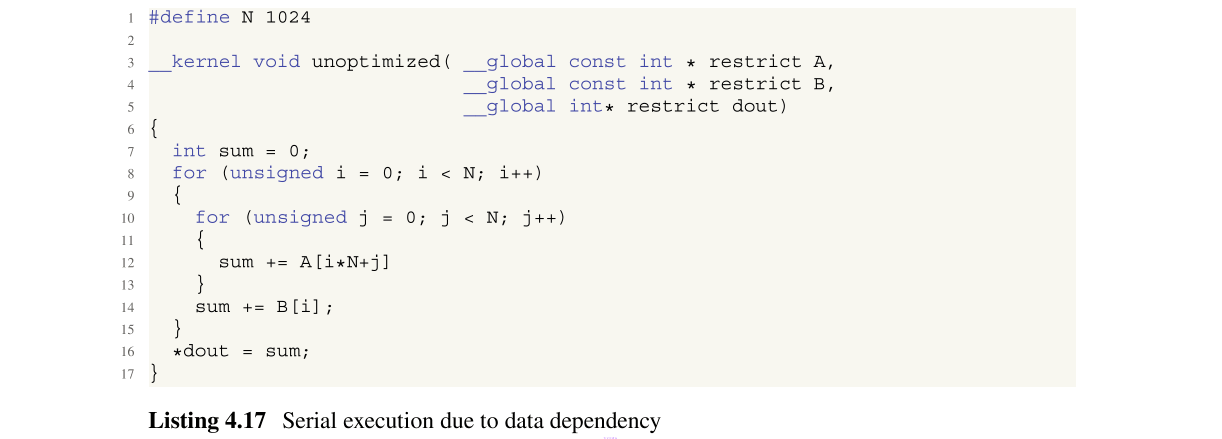 1 #define N 1024
2
3 __kernel void unoptimized( __global const int * restrict A,
4 __global const int * restrict B,
5 __global int* restrict dout)
6 {
7 int sum = 0;
8 for (unsigned i = 0; i < N; i++)
9 {
10 for (unsigned j = 0; j < N; j++)
11 {
12 sum += A[i*N+j]
13 }
14 sum += B[i];
15 }
16 *dout = sum;
17 }
Listing 4.17 Serial execution due to data dependency